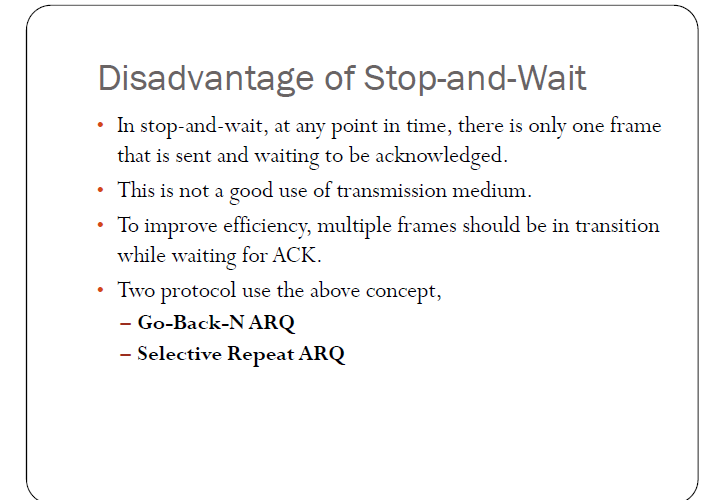 Disadvantage of Stop-and-Wait
• In stop-and-wait, at any point in time, there is only one frame
that is sent and waiting to be acknowledged.
• This is not a good use of transmission medium.
• To improve efficiency, multiple frames should be in transition
while waiting for ACK.
• Two protocol use the above concept,
– Go-Back-N ARQ
– Selective Repeat ARQ